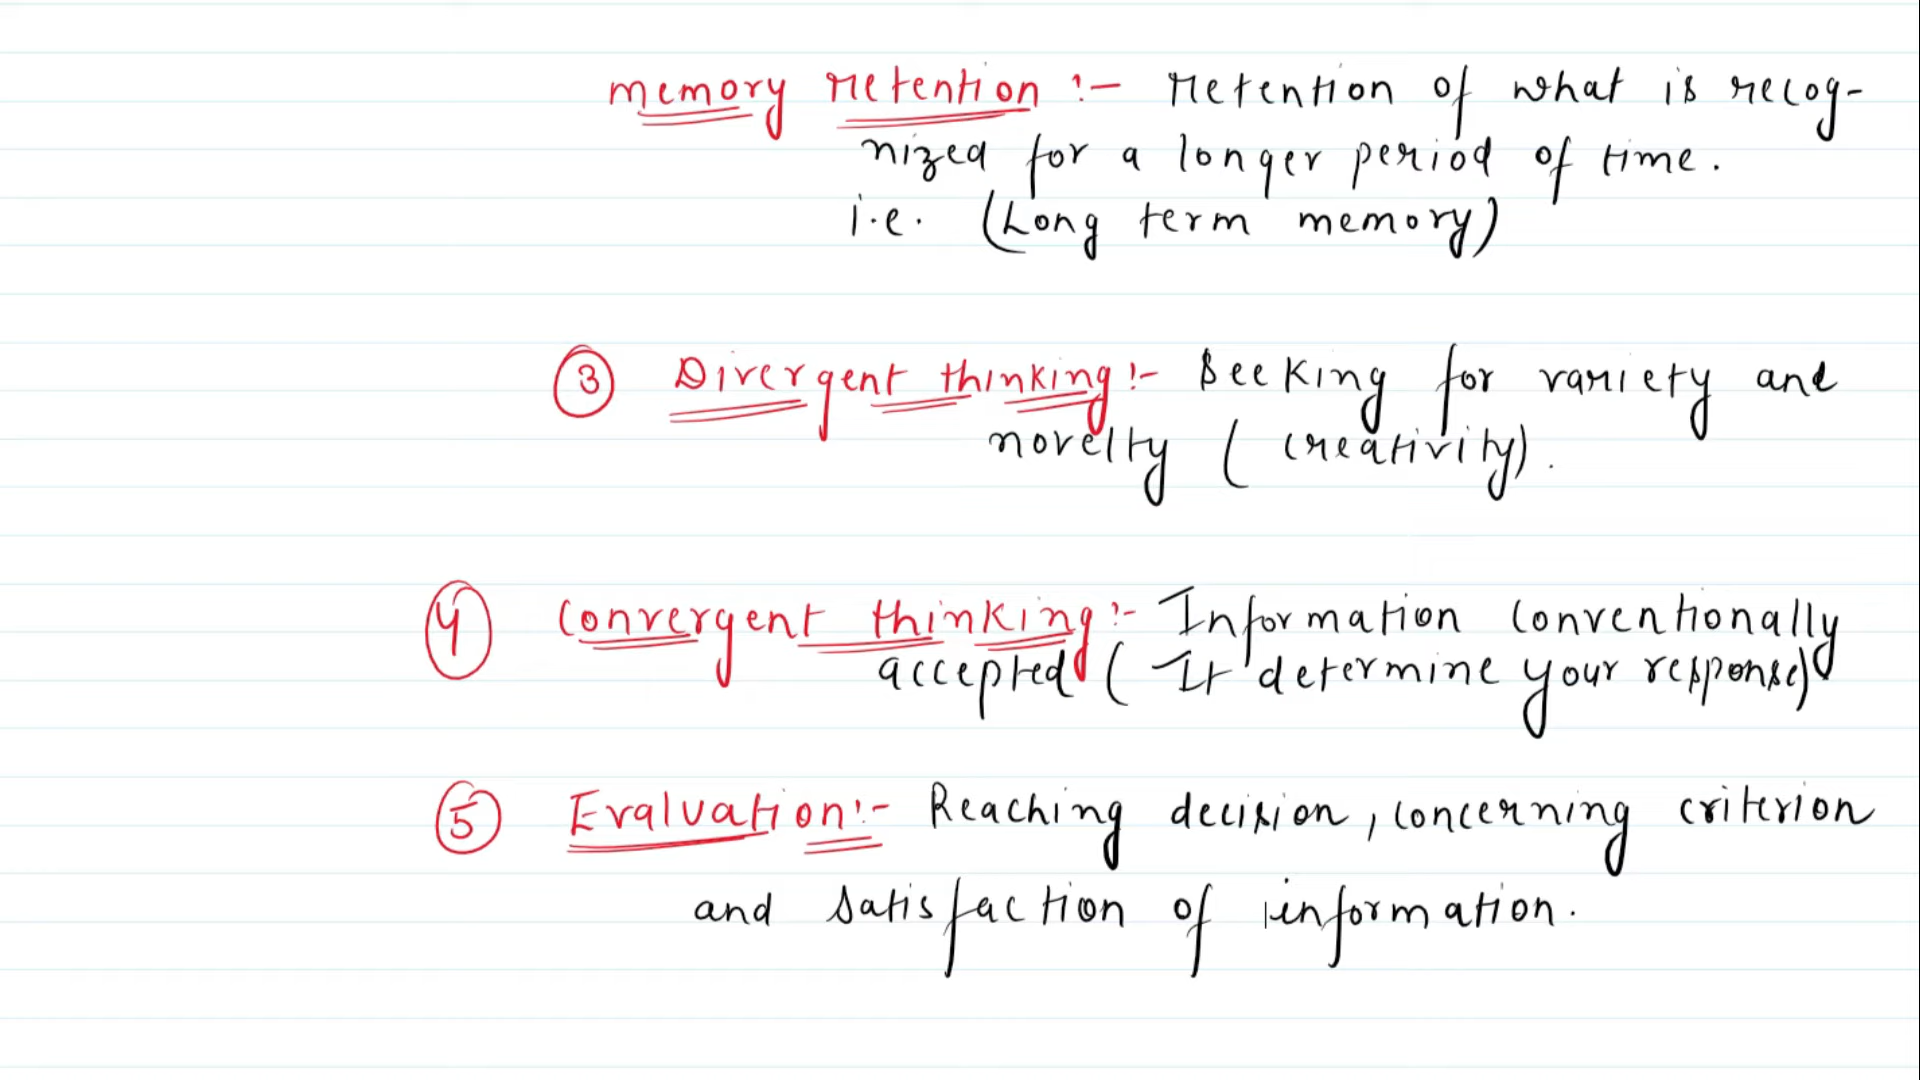 memory retention :- retention of what is recog-
nized for a longer period of time.
i.e. (Long term memory)
③ Divergent thinking :- Seeking for variety and
novelty ( creativity).
④ Convergent thinking :- Information conventionally
accepted ( It determine your response)
⑤ Evaluation :- Reaching decision, concerning criterion
and satisfaction of information.